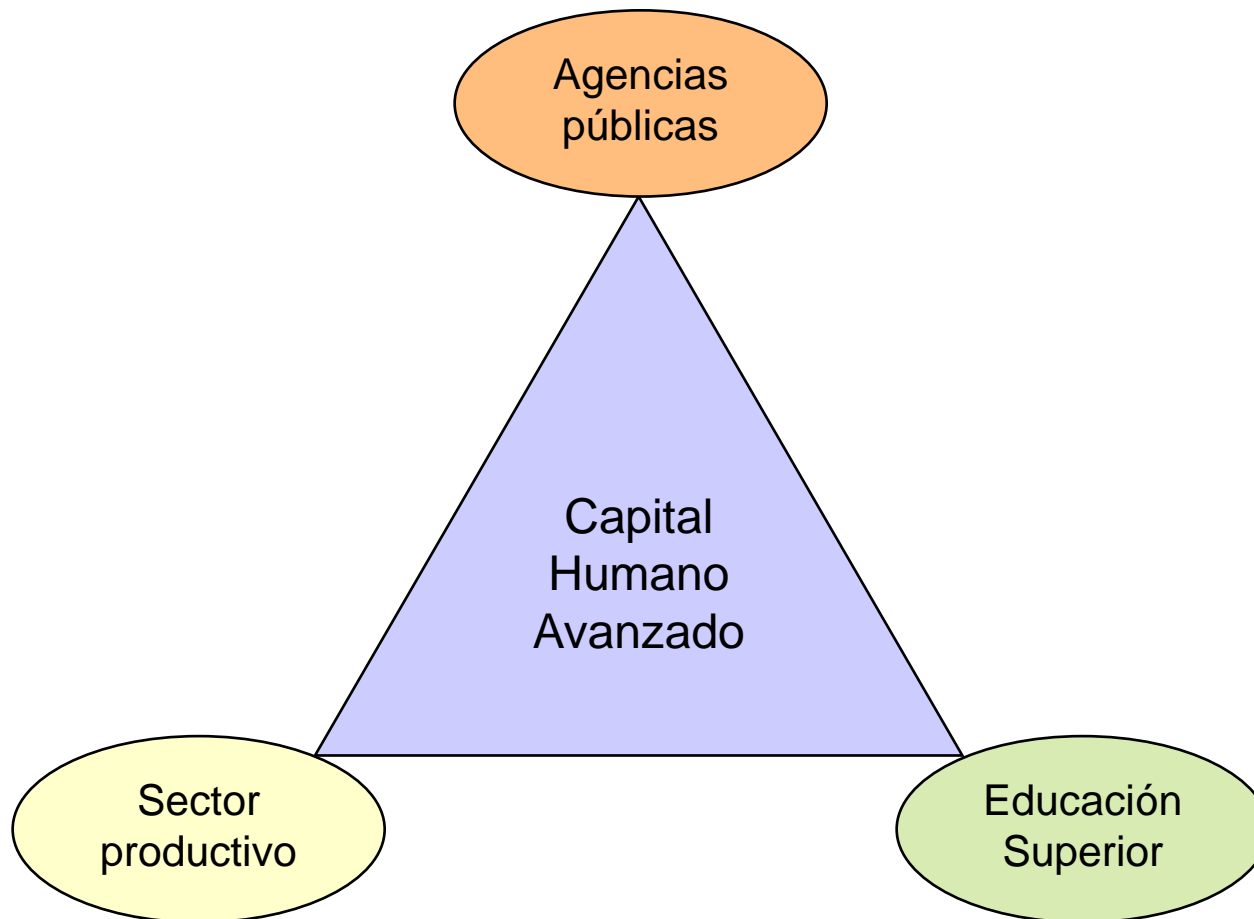 Agencias
públicas
Capital
Humano
Avanzado
Sector
productivo
Educación
Superior